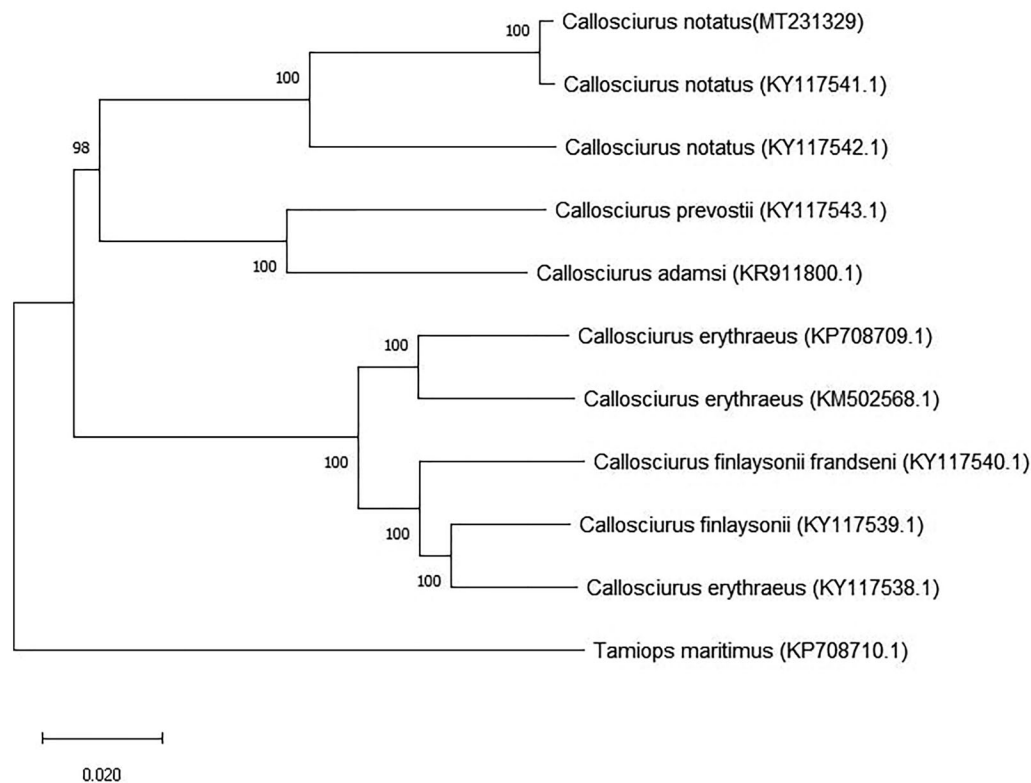 100
Callosciurus notatus(MT231329)
100
Callosciurus notatus (KY117541.1)
98
Callosciurus notatus (KY117542.1)
Callosciurus prevostii (KY117543.1)
100
Callosciurus adamsi (KR911800.1)
100
Callosciurus erythraeus (KP708709.1)
Callosciurus erythraeus (KM502568.1)
100
Callosciurus finlaysonii frandseni (KY117540.1)
100
Callosciurus finlaysonii (KY117539.1)
100
Callosciurus erythraeus (KY117538.1)
Tamiops maritimus (KP708710.1)
0.020